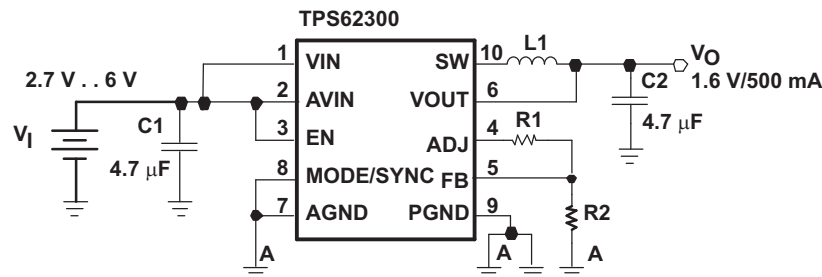 TPS62300
1 VIN SW 10 L1 VO
2.7 V . . 6 V 2 AVIN VOUT 6 C2 1.6 V/500 mA
VI C1 3 EN ADJ 4 R1 4.7 µF
4.7 µF 8 MODE/SYNC FB 5
7 AGND PGND 9 R2
A A A